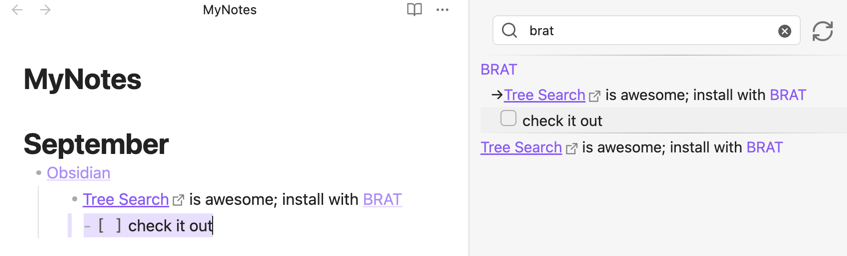 MyNotes
MyNotes
September
• Obsidian
• Tree Search is awesome; install with BRAT
- [ ] check it out
brat
BRAT
→Tree Search is awesome; install with BRAT
check it out
Tree Search is awesome; install with BRAT